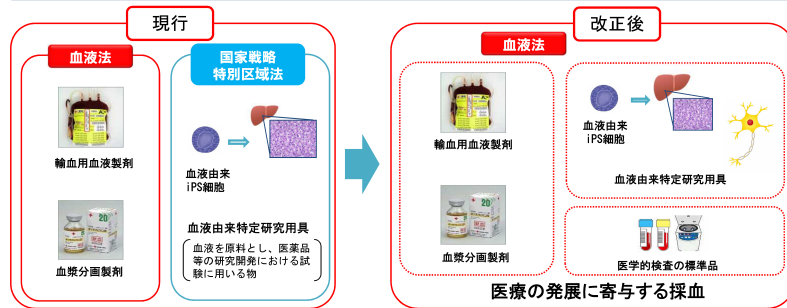 現行
血液法
輸血用血液製剤
血漿分画製剤
国家戦略
特別区域法
血液由来
iPS細胞
血液由来特定研究用具
血液を原料とし、医薬品
等の研究開発における試
験に用いる物
改正後
血液法
輸血用血液製剤
血漿分画製剤
血液由来
iPS細胞
血液由来特定研究用具
医学的検査の標準品
医療の発展に寄与する採血